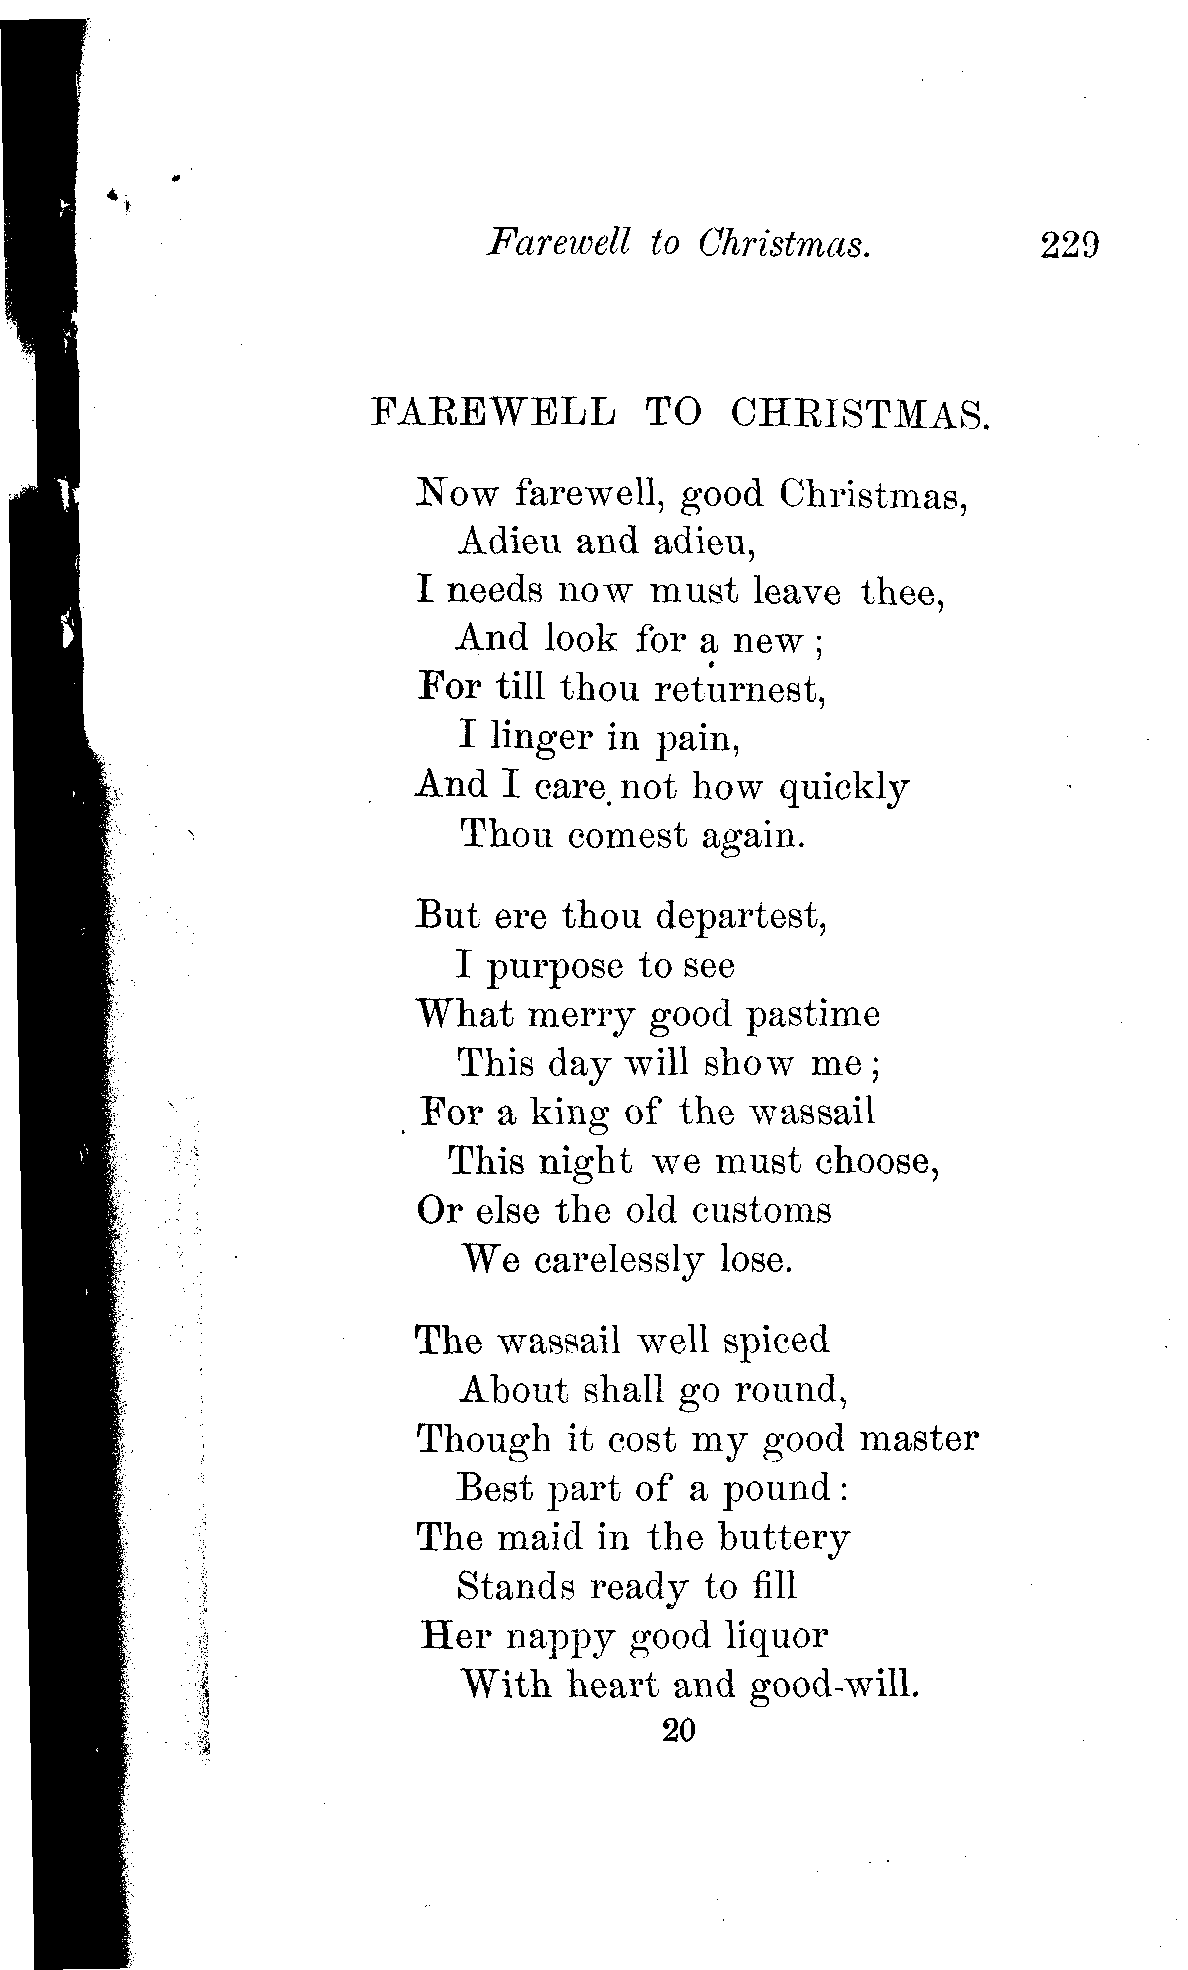 Farewell to Christmas. 229
FAREWELL TO CHRISTMAS.
Now farewell, good Christmas,
Adieu and adieu,
I needs now must leave thee,
And look for a new ;
For till thou returnest,
I linger in pain,
And I care not how quickly
Thou comest again.
But ere thou departest,
I purpose to see
What merry good pastime
This day will show me ;
For a king of the wassail
This night we must choose,
Or else the old customs
We carelessly lose.
The wassail well spiced
About shall go round,
Though it cost my good master
Best part of a pound :
The maid in the buttery
Stands ready to fill
Her nappy good liquor
With heart and good-will.
20